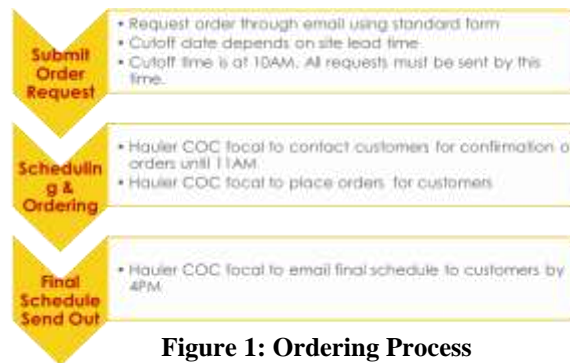 Submit
Order
Request
• Request order through email using standard form
• Cutoff date depends on site lead time
• Cutoff time is at 10AM. All requests must be sent by this
time.
Schedulin
g &
Ordering
• Hauler COC focal to contact customers for confirmation o
orders until 11AM
• Hauler COC focal to place orders for customers
Final
Schedule
Send Out
• Hauler COC focal to email final schedule to customers by
4PM
Figure 1: Ordering Process